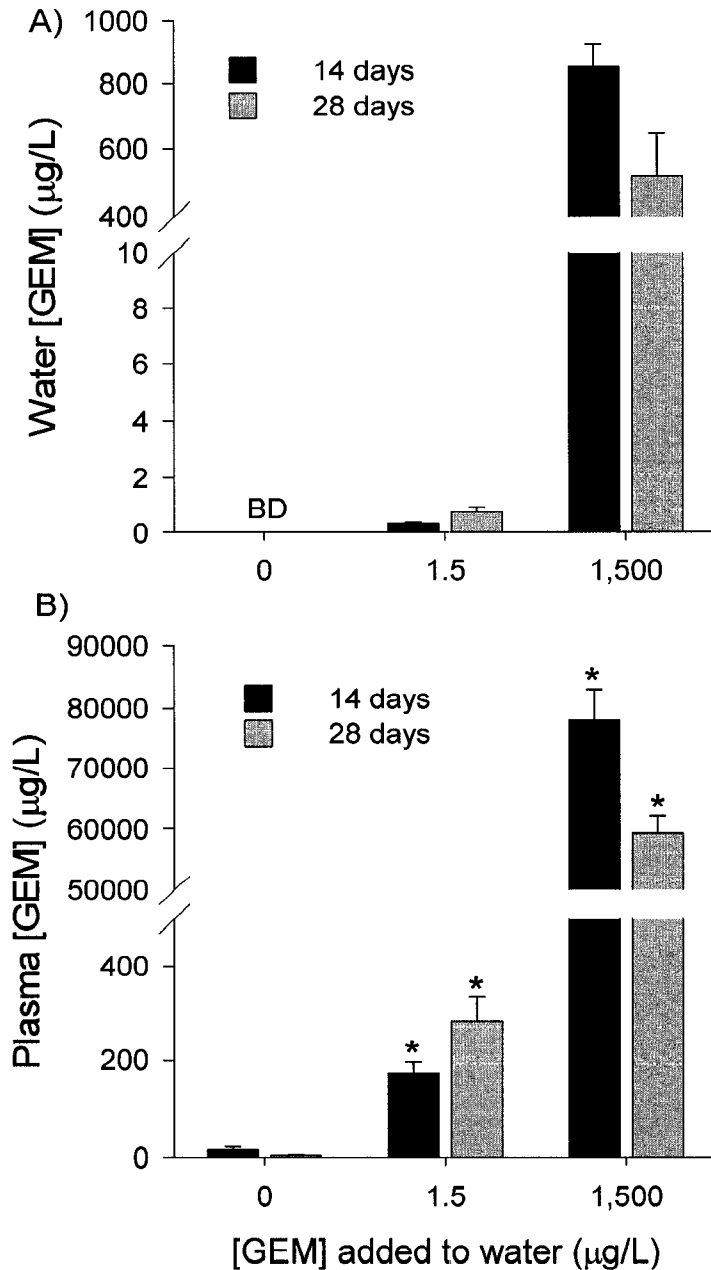 A)
Water [GEM] (µg/L)
1000
800
600
400
10
8
6
4
2
0
14 days
28 days
BD
0 1.5 1,500
B)
Plasma [GEM] (µg/L)
90000
80000
70000
60000
50000
400
200
0
14 days
28 days
*
*
*
*
0 1.5 1,500
[GEM] added to water (µg/L)